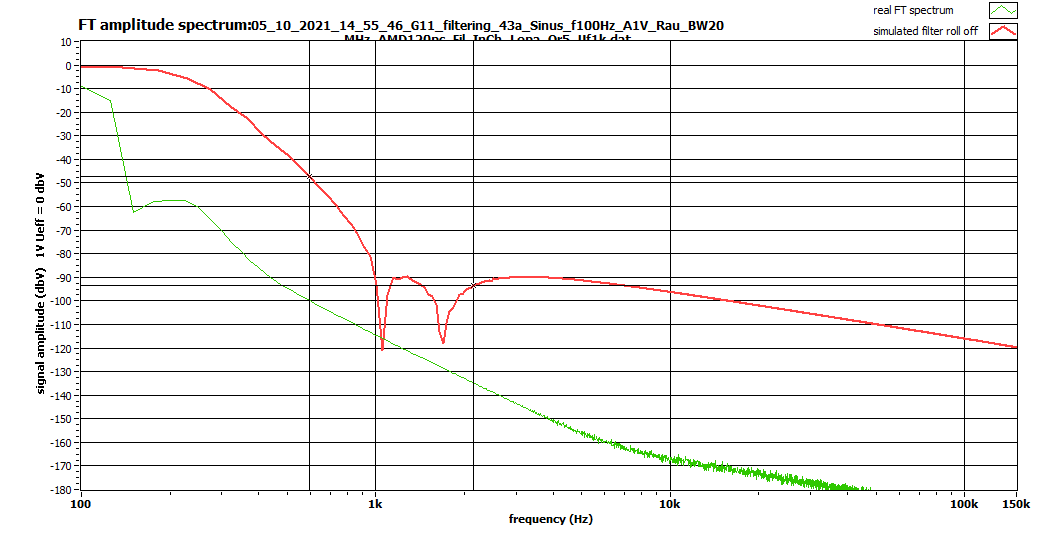 FT amplitude spectrum:05_10_2021_14_55_46_G11_filtering_43a_Sinus_f100Hz_A1V_Rau_BW20
real FT spectrum
simulated filter roll off
10
0
-10
-20
-30
-40
-50
-60
-70
-80
-90
-100
-110
-120
-130
-140
-150
-160
-170
-180
signal amplitude (dbV) 1V Ueff = 0 dbV
100
1k
10k
100k
150k
frequency (Hz)